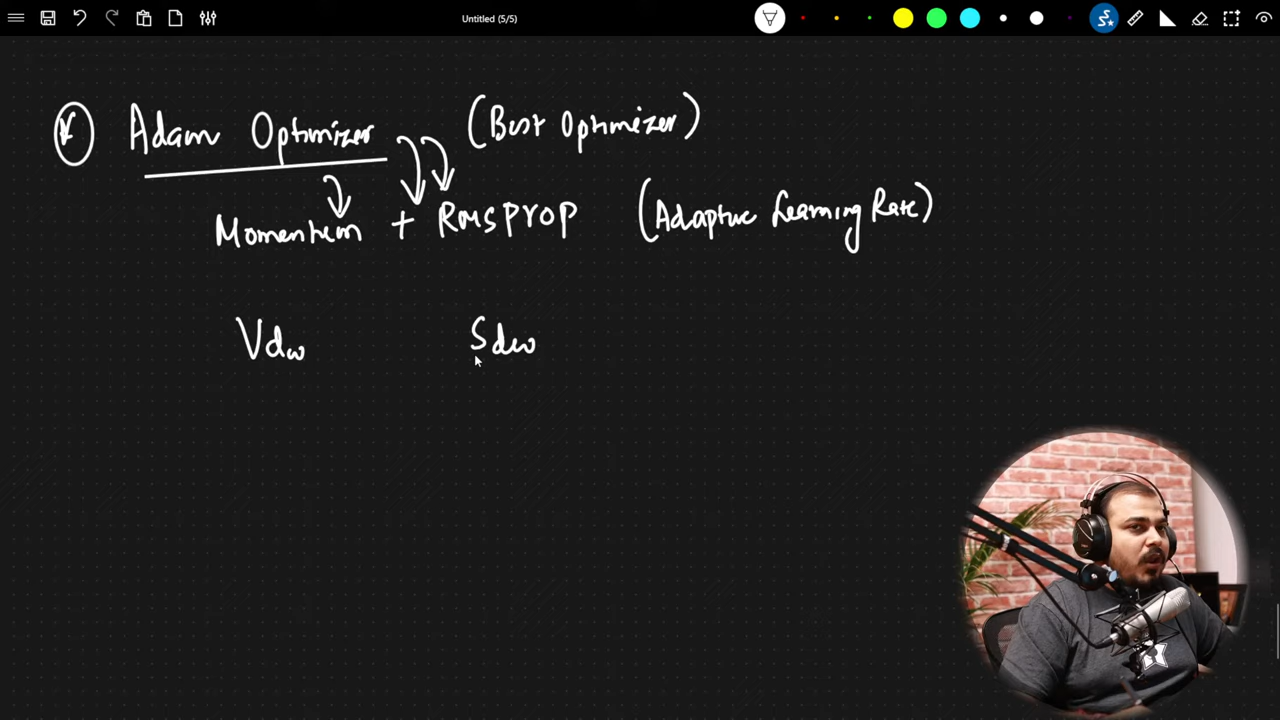 Untitled (5/5)
Adam Optimizer (Best Optimizer)
Momentum + RMSPROP (Adaptive Learning Rate)
Vdw Sdw